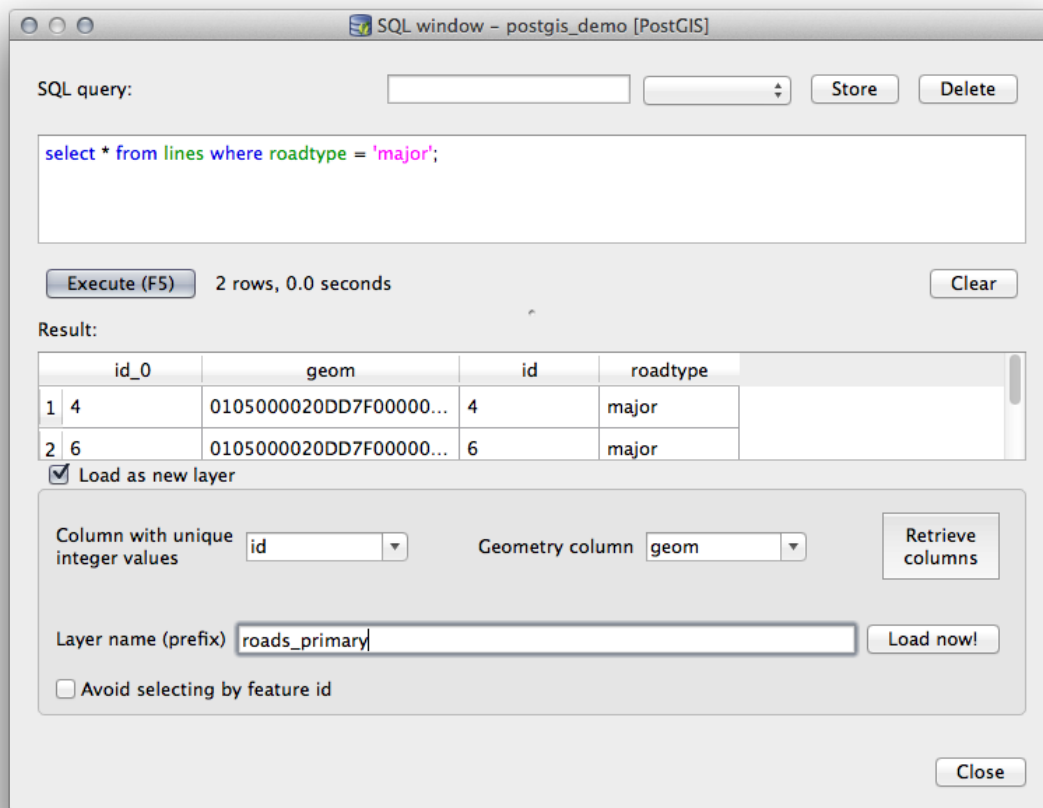 SQL window – postgis_demo [PostGIS]
SQL query:
Store
Delete
select * from lines where roadtype = 'major';
Execute (F5)
2 rows, 0.0 seconds
Clear
Result:
id_0 geom id roadtype
1 4 0105000020DD7F00000... 4 major
2 6 0105000020DD7F00000... 6 major
Load as new layer
Column with unique
integer values
id
Geometry column
geom
Retrieve
columns
Layer name (prefix)
roads_primary
Load now!
Avoid selecting by feature id
Close